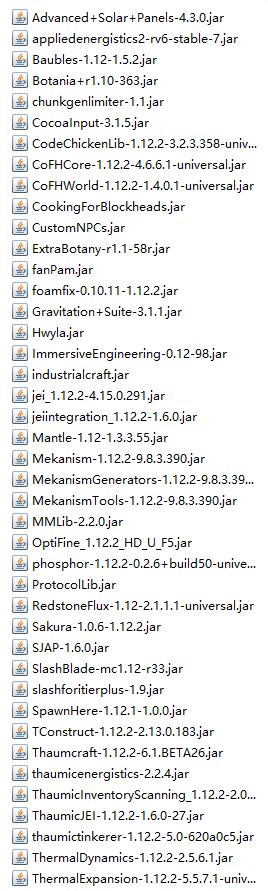 Advanced+Solar+Panels-4.3.0.jar
appliedenergistics2-rv6-stable-7.jar
Baubles-1.12-1.5.2.jar
Botania+r1.10-363.jar
chunkgenlimiter-1.1.jar
CocoaInput-3.1.5.jar
CodeChickenLib-1.12.2-3.2.3.358-univ...
CoFHCore-1.12.2-4.6.6.1-universal.jar
CoFHWorld-1.12.2-1.4.0.1-universal.jar
CookingForBlockheads.jar
CustomNPCs.jar
ExtraBotany-r1.1-58r.jar
fanPam.jar
foamfix-0.10.11-1.12.2.jar
Gravitation+Suite-3.1.1.jar
Hwyla.jar
ImmersiveEngineering-0.12-98.jar
industrialcraft.jar
jei_1.12.2-4.15.0.291.jar
jeiintegration_1.12.2-1.6.0.jar
Mantle-1.12-1.3.3.55.jar
Mekanism-1.12.2-9.8.3.390.jar
MekanismGenerators-1.12.2-9.8.3.39...
MekanismTools-1.12.2-9.8.3.390.jar
MMLib-2.2.0.jar
OptiFine_1.12.2_HD_U_F5.jar
phosphor-1.12.2-0.2.6+build50-unive...
ProtocolLib.jar
RedstoneFlux-1.12-2.1.1.1-universal.jar
Sakura-1.0.6-1.12.2.jar
SJAP-1.6.0.jar
SlashBlade-mc1.12-r33.jar
slashforitierplus-1.9.jar
SpawnHere-1.12.1-1.0.0.jar
TConstruct-1.12.2-2.13.0.183.jar
Thaumcraft-1.12.2-6.1.BETA26.jar
thaumicenergistics-2.2.4.jar
ThaumicInventoryScanning_1.12.2-2.0...
ThaumicJEI-1.12.2-1.6.0-27.jar
thaumictinkerer-1.12.2-5.0-620a0c5.jar
ThermalDynamics-1.12.2-2.5.6.1.jar
ThermalExpansion-1.12.2-5.5.7.1-univ...